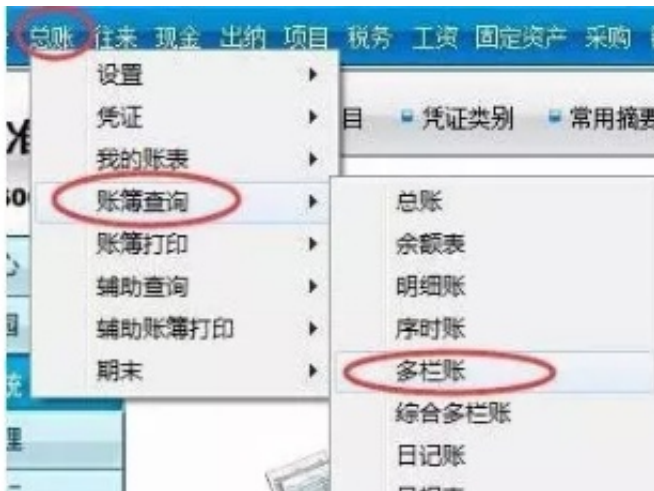 总账 往来 现金 出纳 项目 税务 工资 固定资产 采购
设置
凭证
目 凭证类别 常用摘要
我的账表
账簿查询
总账
账簿打印
余额表
辅助查询
明细账
辅助账簿打印
序时账
期末
多栏账
综合多栏账
日记账